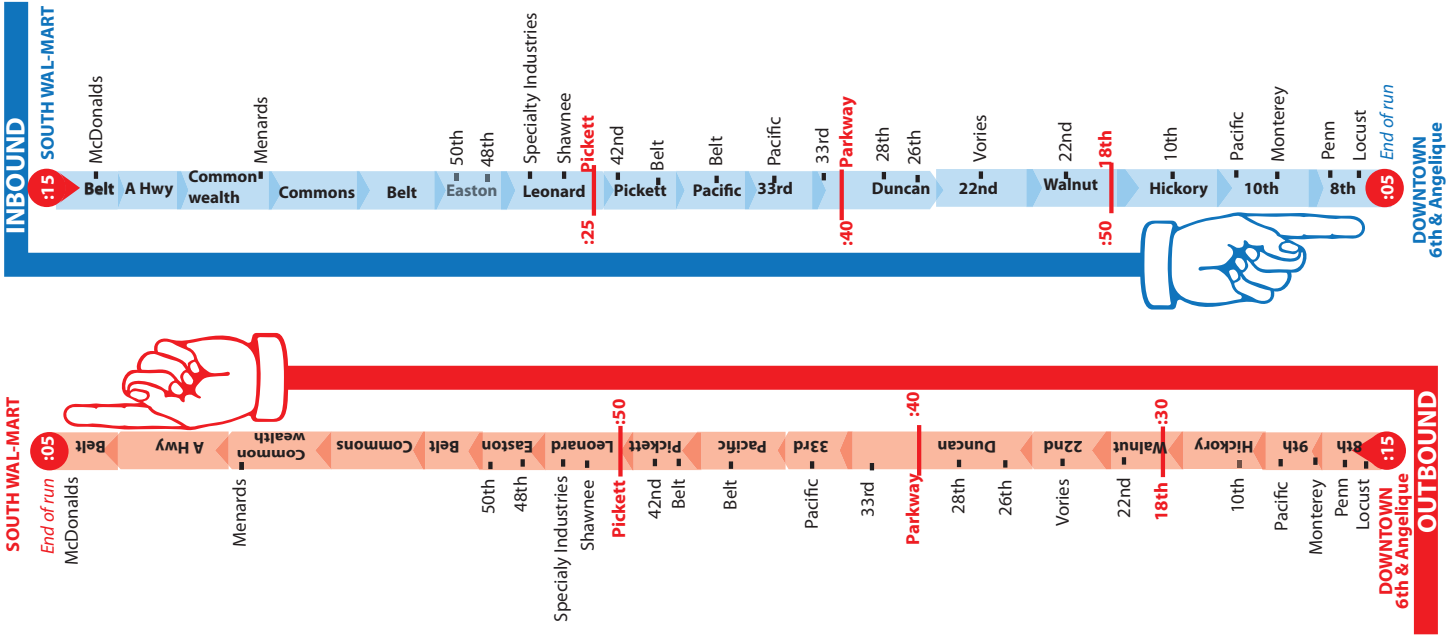 INBOUND
:15
SOUTH WAL-MART
Belt
McDonalds
A Hwy
Common
wealth
Menards
Commons
Belt
Easton
50th
48th
Leonard
Specialty Industries
Shawnee
Pickett
:25
Pickett
42nd
Belt
Pacific
Belt
33rd
Pacific
33rd
Parkway
:40
Duncan
28th
26th
22nd
Vories
Walnut
22nd
18th
:50
Hickory
10th
10th
Pacific
Monterey
8th
Penn
Locust
:05
End of run
DOWNTOWN
6th & Angelique
OUTBOUND
DOWNTOWN
6th & Angelique
:15
8th
Locust
Penn
9th
Monterey
Pacific
Hickory
10th
18th
:30
Walnut
22nd
22nd
Vories
Duncan
26th
28th
Parkway
:40
33rd
33rd
Pacific
Pacific
Belt
Pickett
Belt
42nd
Pickett
:50
Leonard
Shawnee
Specialy Industries
Easton
48th
50th
Belt
Commons
Common
wealth
Menards
A Hwy
Belt
McDonalds
:05
End of run
SOUTH WAL-MART